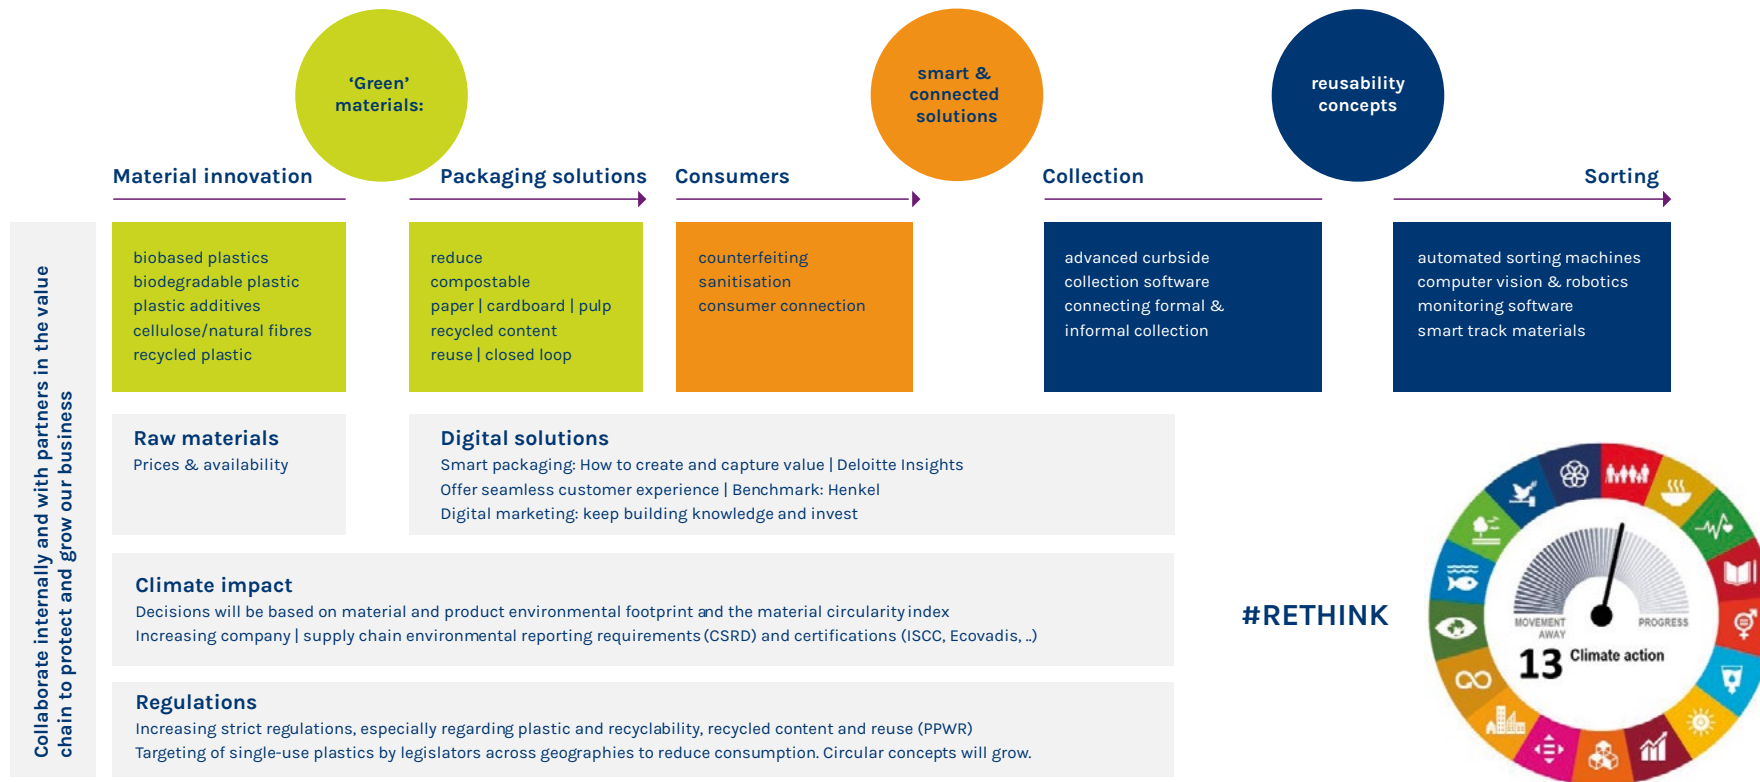 ‘Green’
materials:
smart &
connected
solutions
reusability
concepts
Material innovation
Packaging solutions
Consumers
Collection
Sorting
Collaborate internally and with partners in the value
chain to protect and grow our business
biobased plastics
biodegradable plastic
plastic additives
cellulose/natural fibres
recycled plastic
reduce
compostable
paper | cardboard | pulp
recycled content
reuse | closed loop
counterfeiting
sanitisation
consumer connection
advanced curbside
collection software
connecting formal &
informal collection
automated sorting machines
computer vision & robotics
monitoring software
smart track materials
Raw materials
Prices & availability
Digital solutions
Smart packaging: How to create and capture value | Deloitte Insights
Offer seamless customer experience | Benchmark: Henkel
Digital marketing: keep building knowledge and invest
Climate impact
Decisions will be based on material and product environmental footprint and the material circularity index
Increasing company | supply chain environmental reporting requirements (CSRD) and certifications (ISCC, Ecovadis, ..)
Regulations
Increasing strict regulations, especially regarding plastic and recyclability, recycled content and reuse (PPWR)
Targeting of single-use plastics by legislators across geographies to reduce consumption. Circular concepts will grow.
#RETHINK
MOVEMENT
AWAY
PROGRESS
13 Climate action